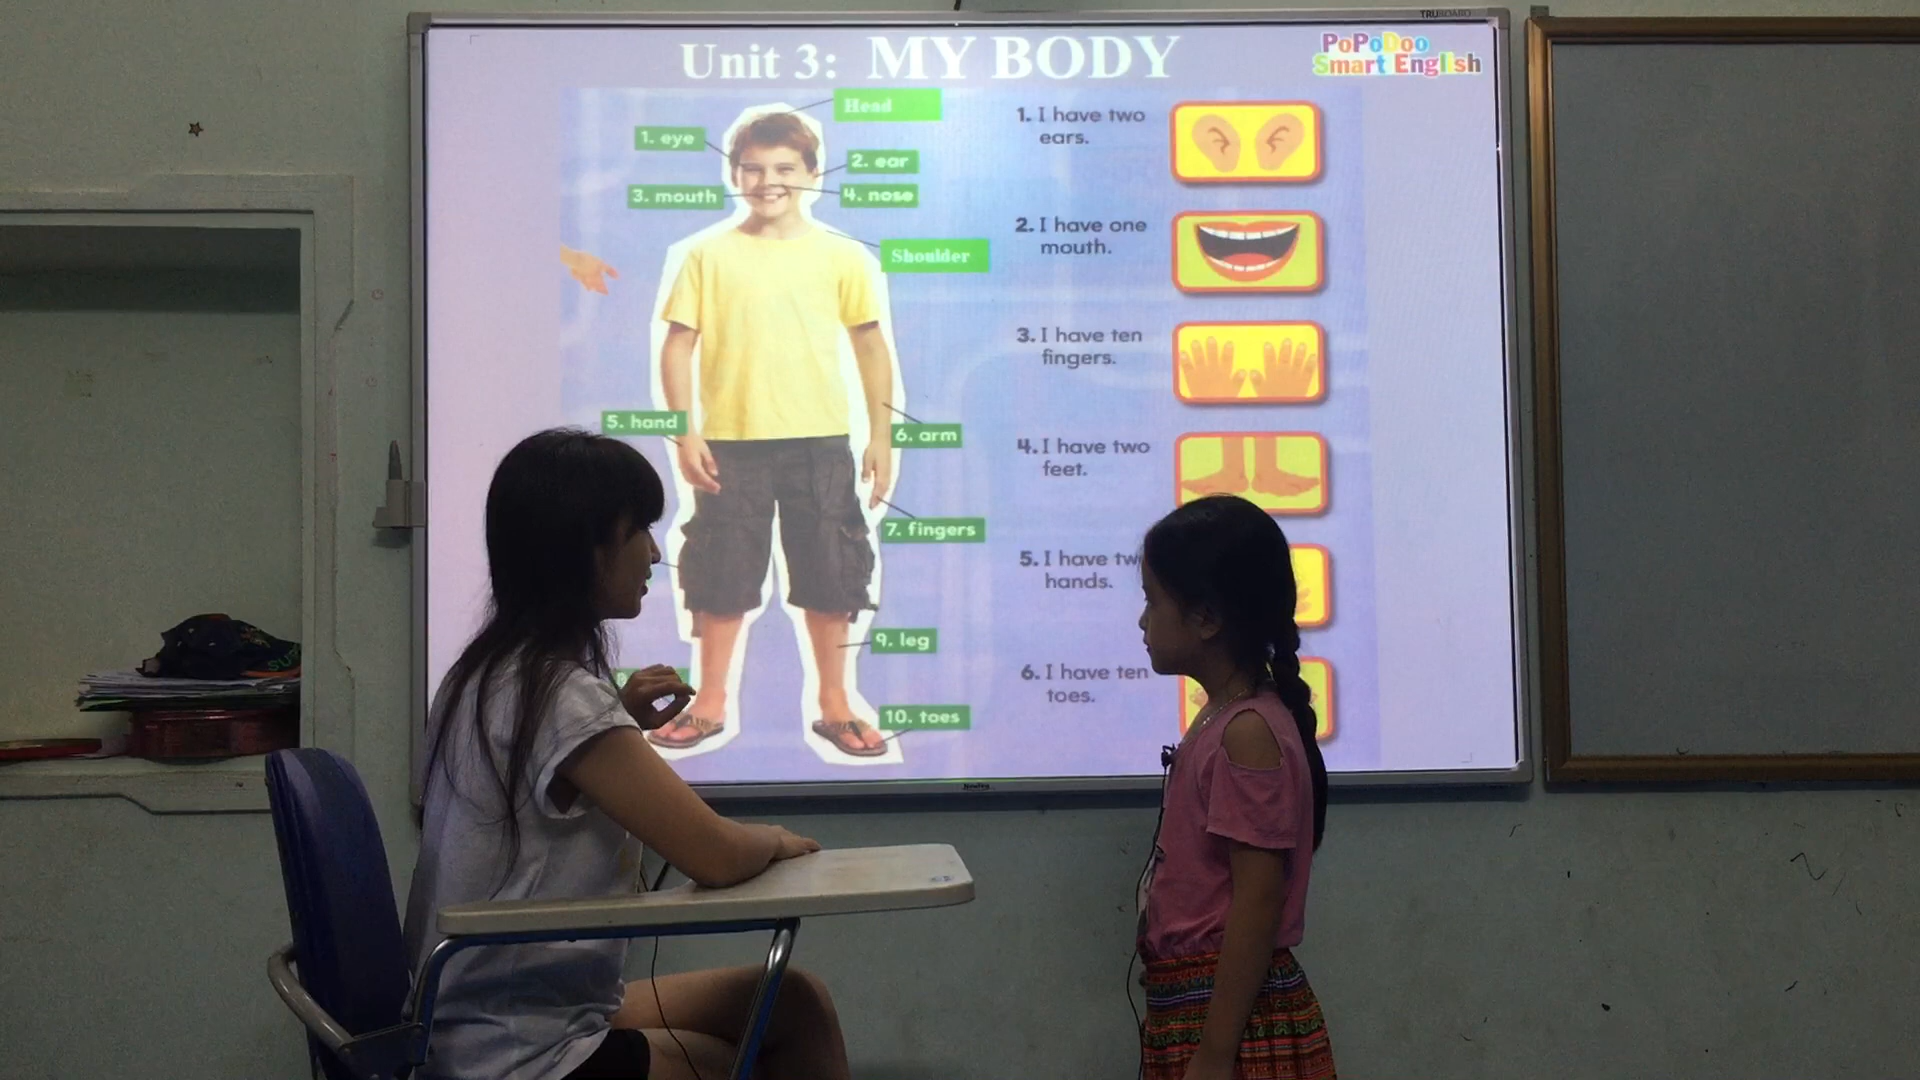 TRUBOARD
Unit 3: MY BODY
PoPoDoo
Smart English
Head
1. eye
2. ear
3. mouth
4. nose
Shoulder
5. hand
6. arm
7. fingers
9. leg
10. toes
1. I have two
ears.
2. I have one
mouth.
3. I have ten
fingers.
4. I have two
feet.
5. I have tw
hands.
6. I have ten
toes.